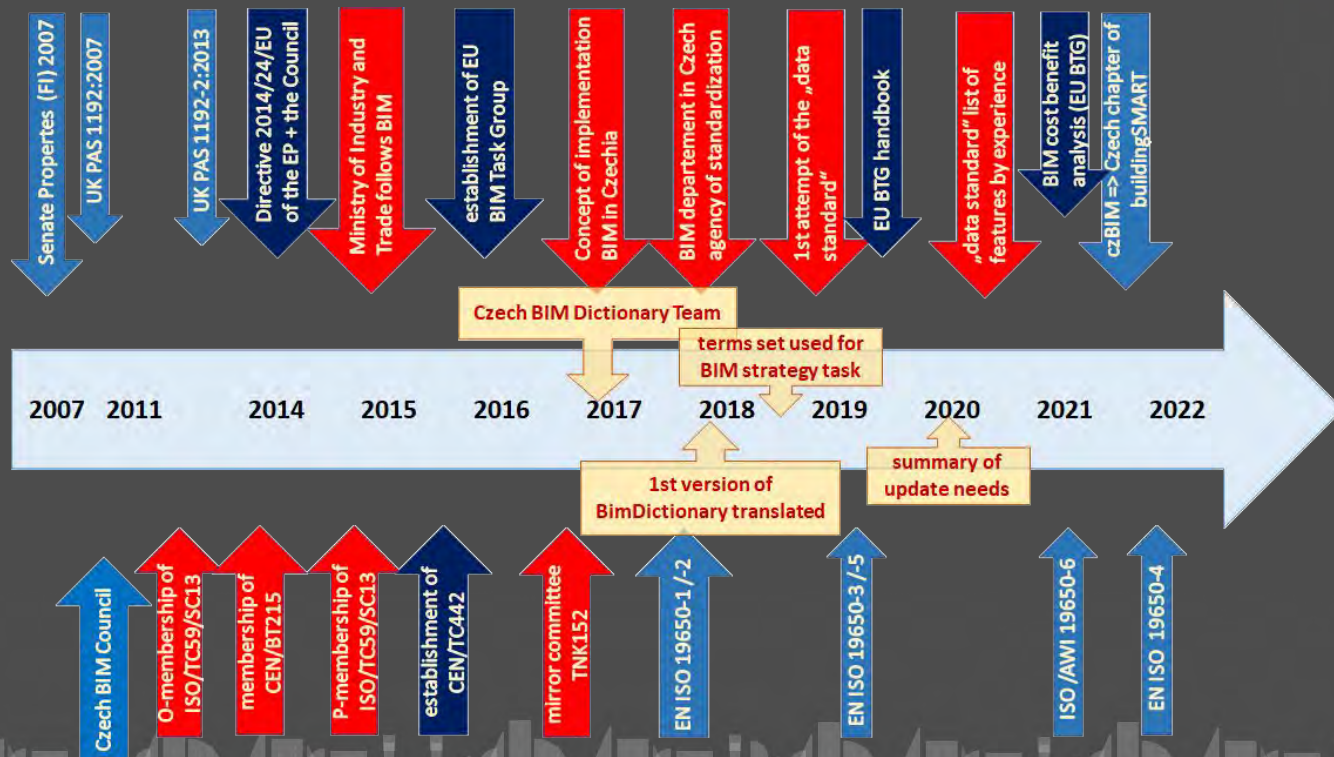 Senate Propertes (FI) 2007
UK PAS 1192:2007
UK PAS 1192-2:2013
Directive 2014/24/EU
of the EP + the Council
Ministry of Industry and
Trade follows BIM
establishment of EU
BIM Task Group
Concept of implementation
BIM in Czechia
BIM departement in Czech
agency of standardization
1st attempt of the „data
standard“
EU BTG handbook
„data standard“ list of
features by experience
BIM cost benefit
analysis (EU BTG)
czBIM => Czech chapter of
buildingSMART
Czech BIM Dictionary Team
terms set used for
BIM strategy task
2007 2011 2014 2015 2016 2017 2018 2019 2020 2021 2022
1st version of
BimDictionary translated
summary of
update needs
Czech BIM Council
O-membership of
ISO/TC59/SC13
membership of
CEN/BT215
P-membership of
ISO/TC59/SC13
establishment of
CEN/TC442
mirror committee
TNK152
EN ISO 19650-1 /-2
EN ISO 19650-3 /-5
ISO /AWI 19650-6
EN ISO 19650-4